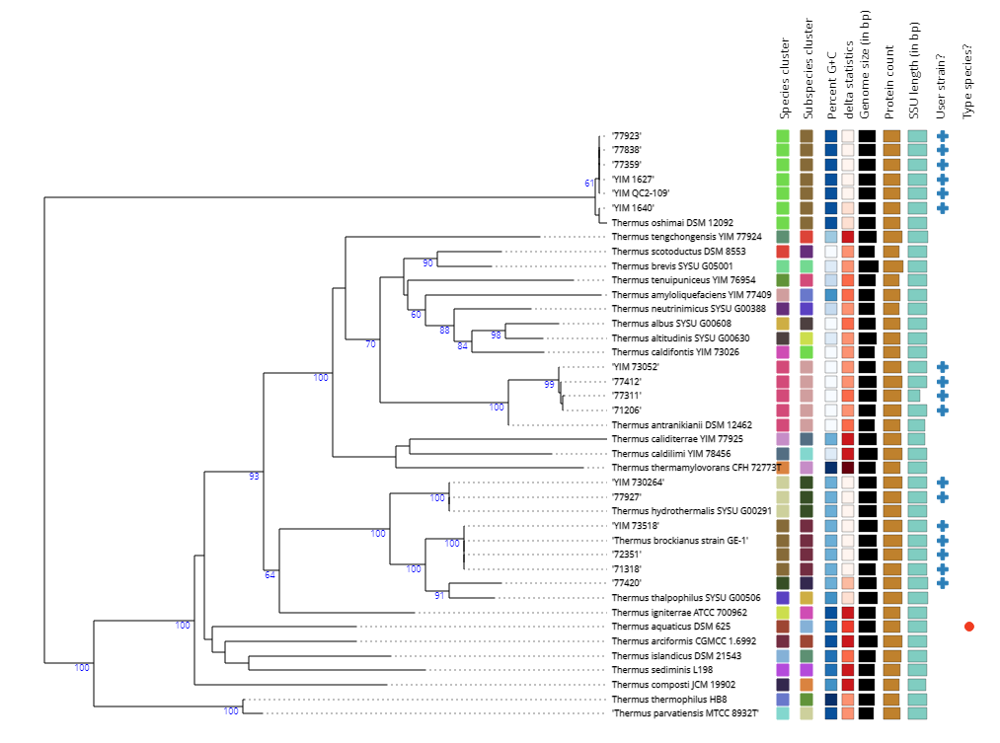 Species cluster
Subspecies cluster
Percent G+C
delta statistics
Genome size (in bp)
Protein count
SSU length (in bp)
User strain?
Type species?
'77923'
'77838'
'77359'
'YIM 1627'
61
'YIM QC2-109'
'YIM 1640'
Thermus oshimai DSM 12092
Thermus tengchongensis YIM 77924
Thermus scotoductus DSM 8553
90
Thermus brevis SYSU G05001
Thermus tenuipuniceus YIM 76954
Thermus amyloliquefaciens YIM 77409
60
Thermus neutrinimicus SYSU G00388
88
Thermus albus SYSU G00608
98
Thermus altitudinis SYSU G00630
70
84
Thermus caldifontis YIM 73026
'YIM 73052'
100
'77412'
99
'77311'
100
'71206'
Thermus antranikianii DSM 12462
Thermus caliditerrae YIM 77925
Thermus caldilimi YIM 78456
Thermus thermamylovorans CFH 72773T
93
'YIM 730264'
100
'77927'
Thermus hydrothermalis SYSU G00291
'YIM 73518'
100
'Thermus brockianus strain GE-1'
100
'72351'
'71318'
100
64
'77420'
91
Thermus thalpophilus SYSU G00506
Thermus igniterrae ATCC 700962
100
Thermus aquaticus DSM 625
Thermus arciformis CGMCC 1.6992
Thermus islandicus DSM 21543
100
Thermus sediminis L198
Thermus composti JCM 19902
Thermus thermophilus HB8
100
'Thermus parvatiensis MTCC 8932T'